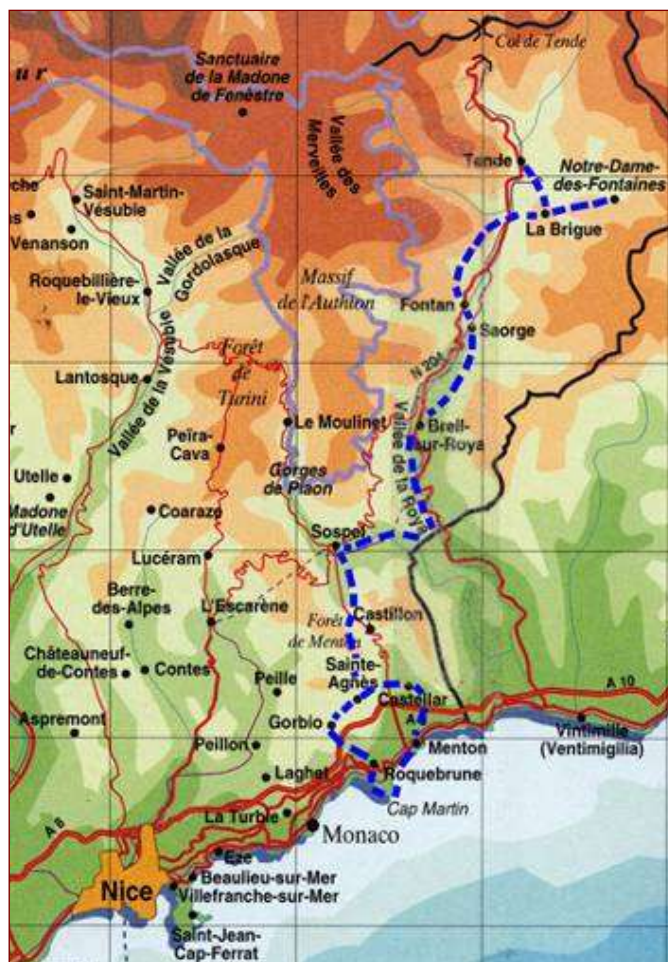 Col de Tende
u r
Sanctuaire
de la Madone
de Fenestre
Vallée des
Merveilles
Tende
Notre-Dame-
des-Fontaines
La Brigue
Saint-Martin-
Vésubie
Venanson
Vallée de la
Gordolasque
Roquebillière-
le-Vieux
Massif
de l'Authion
Fontan
Saorge
Forêt
de
Turini
N 204
Lantosque
Vallée de la Vésubie
Le Moulinet
Breil-
sur-Roya
Vallée de la Roya
Peïra-
Cava
Gorges
de Piaon
Utelle
Madone
d'Utelle
Coaraze
Sospel
Lucéram
Berre-
des-Alpes
L'Escarène
Castillon
Forêt
de Menton
Châteauneuf-
de-Contes
Contes
Peille
Sainte-
Agnès
Castellar
A 10
Gorbio
Aspremont
Peillon
Menton
Vintimille
(Ventimigilia)
Laghet
Roquebrune
Cap Martin
La Turbie
Monaco
A 8
Eze
Nice
Beaulieu-sur-Mer
Villefranche-sur-Mer
Saint-Jean-
Cap-Ferrat